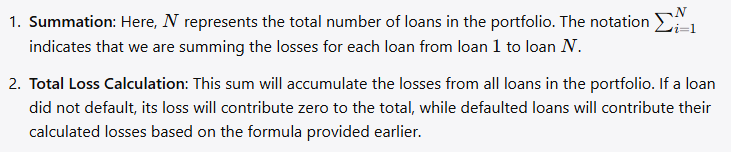 1. Summation: Here, N represents the total number of loans in the portfolio. The notation ∑ᵢ₌₁ᴺ
indicates that we are summing the losses for each loan from loan 1 to loan N.
2. Total Loss Calculation: This sum will accumulate the losses from all loans in the portfolio. If a loan
did not default, its loss will contribute zero to the total, while defaulted loans will contribute their
calculated losses based on the formula provided earlier.